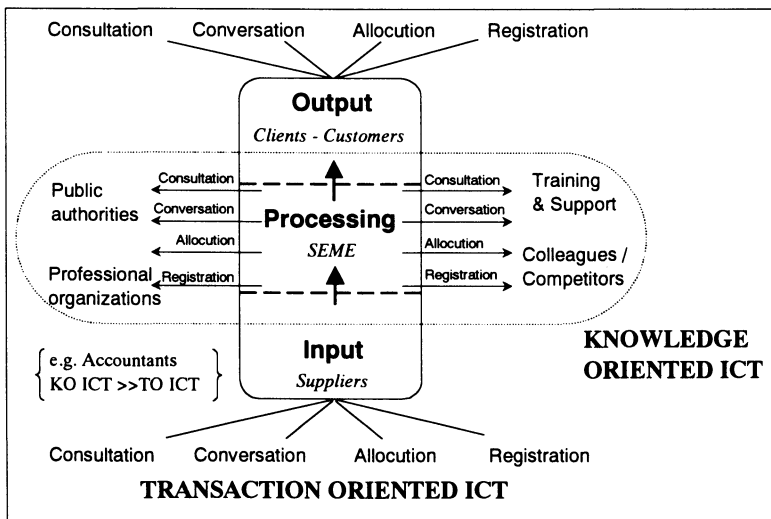 Consultation Conversation Allocution Registration
Output
Clients - Customers
Public authorities
Professional organizations
Consultation
Conversation
Allocution
Registration
Processing
SEME
Consultation
Conversation
Allocution
Registration
Training & Support
Colleagues / Competitors
Input
Suppliers
e.g. Accountants
KO ICT >>TO ICT
KNOWLEDGE
ORIENTED ICT
Consultation Conversation Allocution Registration
TRANSACTION ORIENTED ICT